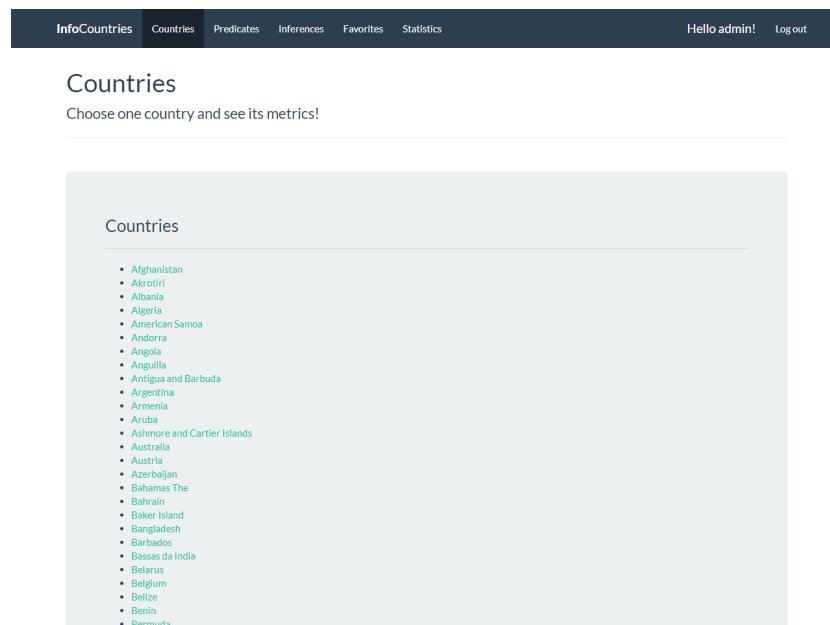 InfoCountries Countries Predicates Inferences Favorites Statistics Hello admin! Log out
Countries
Choose one country and see its metrics!
Countries
Afghanistan
Akrotiri
Albania
Algeria
American Samoa
Andorra
Angola
Anguilla
Antigua and Barbuda
Argentina
Armenia
Aruba
Ashmore and Cartier Islands
Australia
Austria
Azerbaijan
Bahamas The
Bahrain
Baker Island
Bangladesh
Barbados
Bassas da India
Belarus
Belgium
Belize
Benin
Bermuda